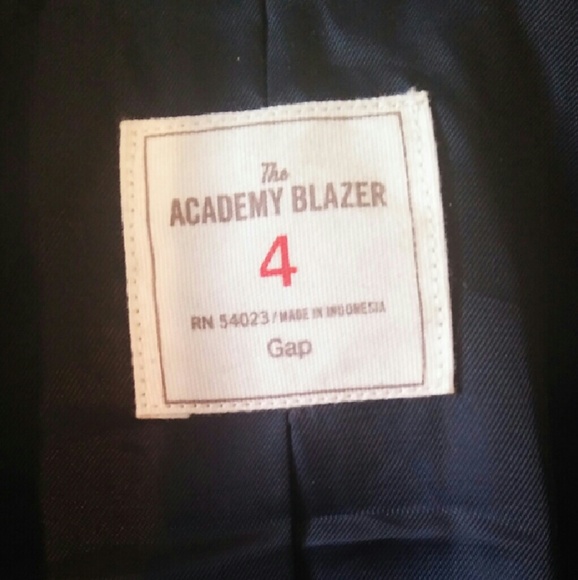 The
ACADEMY BLAZER
4
RN 54023 / MADE IN INDONESIA
Gap